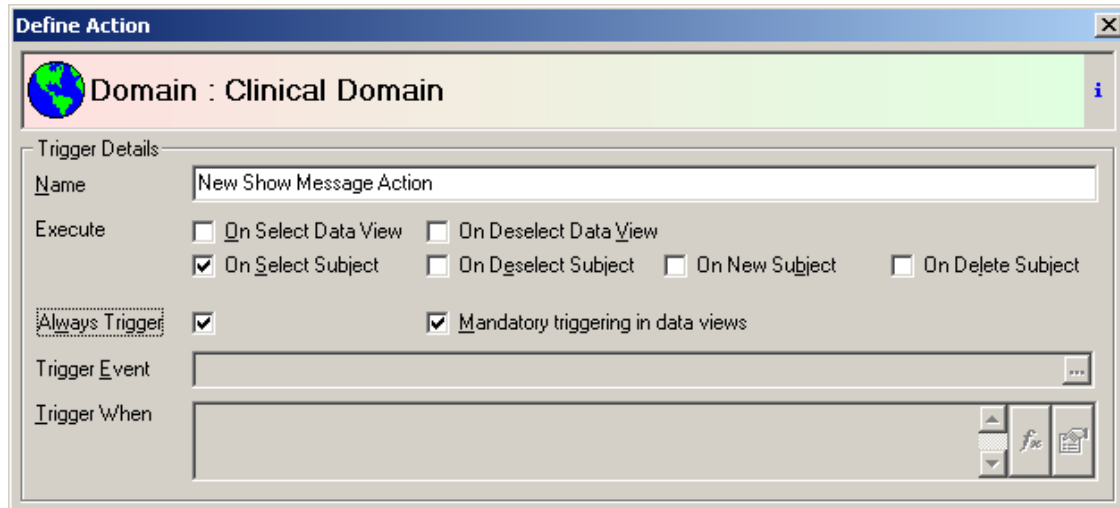 Define Action
Domain : Clinical Domain
i
Trigger Details
Name New Show Message Action
Execute On Select Data View On Deselect Data View
On Select Subject On Deselect Subject On New Subject On Delete Subject
Always Trigger Mandatory triggering in data views
Trigger Event ...
Trigger When fx